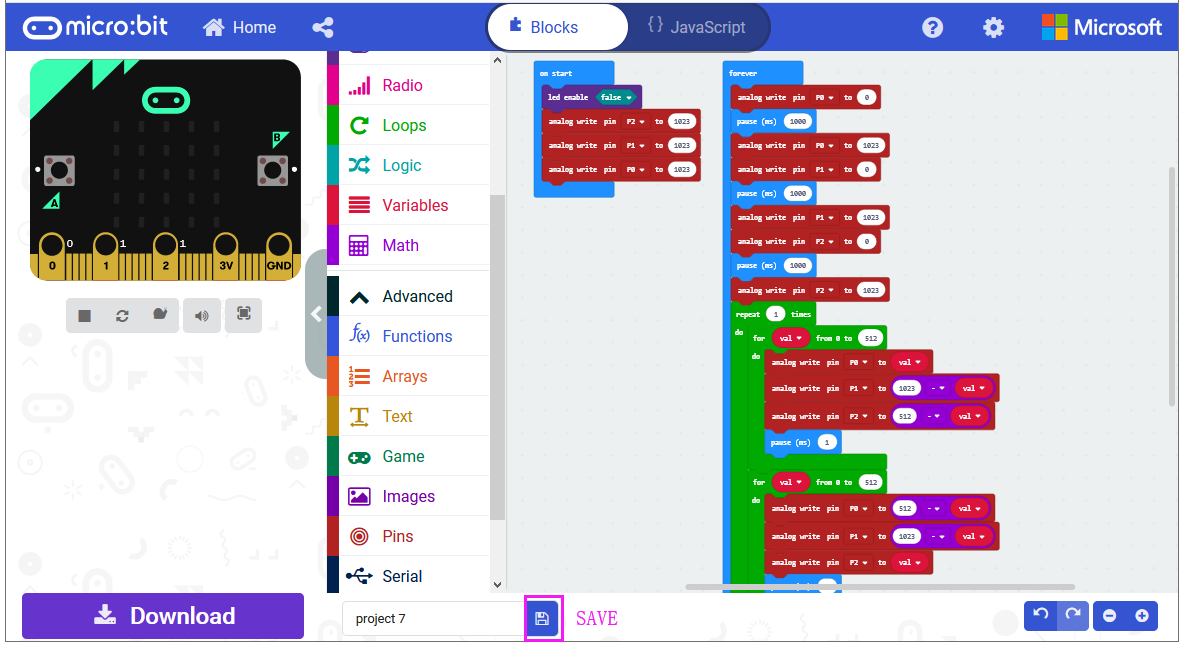 micro:bit
Home
Blocks
{} JavaScript
?
Microsoft
B
A
0 1 1
0 1 2 3V GND
Radio
Loops
Logic
Variables
Math
Advanced
f(x) Functions
Arrays
Text
Game
Images
Pins
Serial
on start
led enable false
analog write pin P2 to 1023
analog write pin P1 to 1023
analog write pin P0 to 1023
forever
analog write pin P0 to 0
pause (ms) 1000
analog write pin P0 to 1023
analog write pin P1 to 0
pause (ms) 1000
analog write pin P1 to 1023
analog write pin P2 to 0
pause (ms) 1000
analog write pin P2 to 1023
repeat 1 times
do
for val from 0 to 512
do
analog write pin P0 to val
analog write pin P1 to 1023 - val
analog write pin P2 to 512 - val
pause (ms) 1
for val from 0 to 512
do
analog write pin P0 to 512 - val
analog write pin P1 to 1023 - val
analog write pin P2 to val
Download
project 7
SAVE